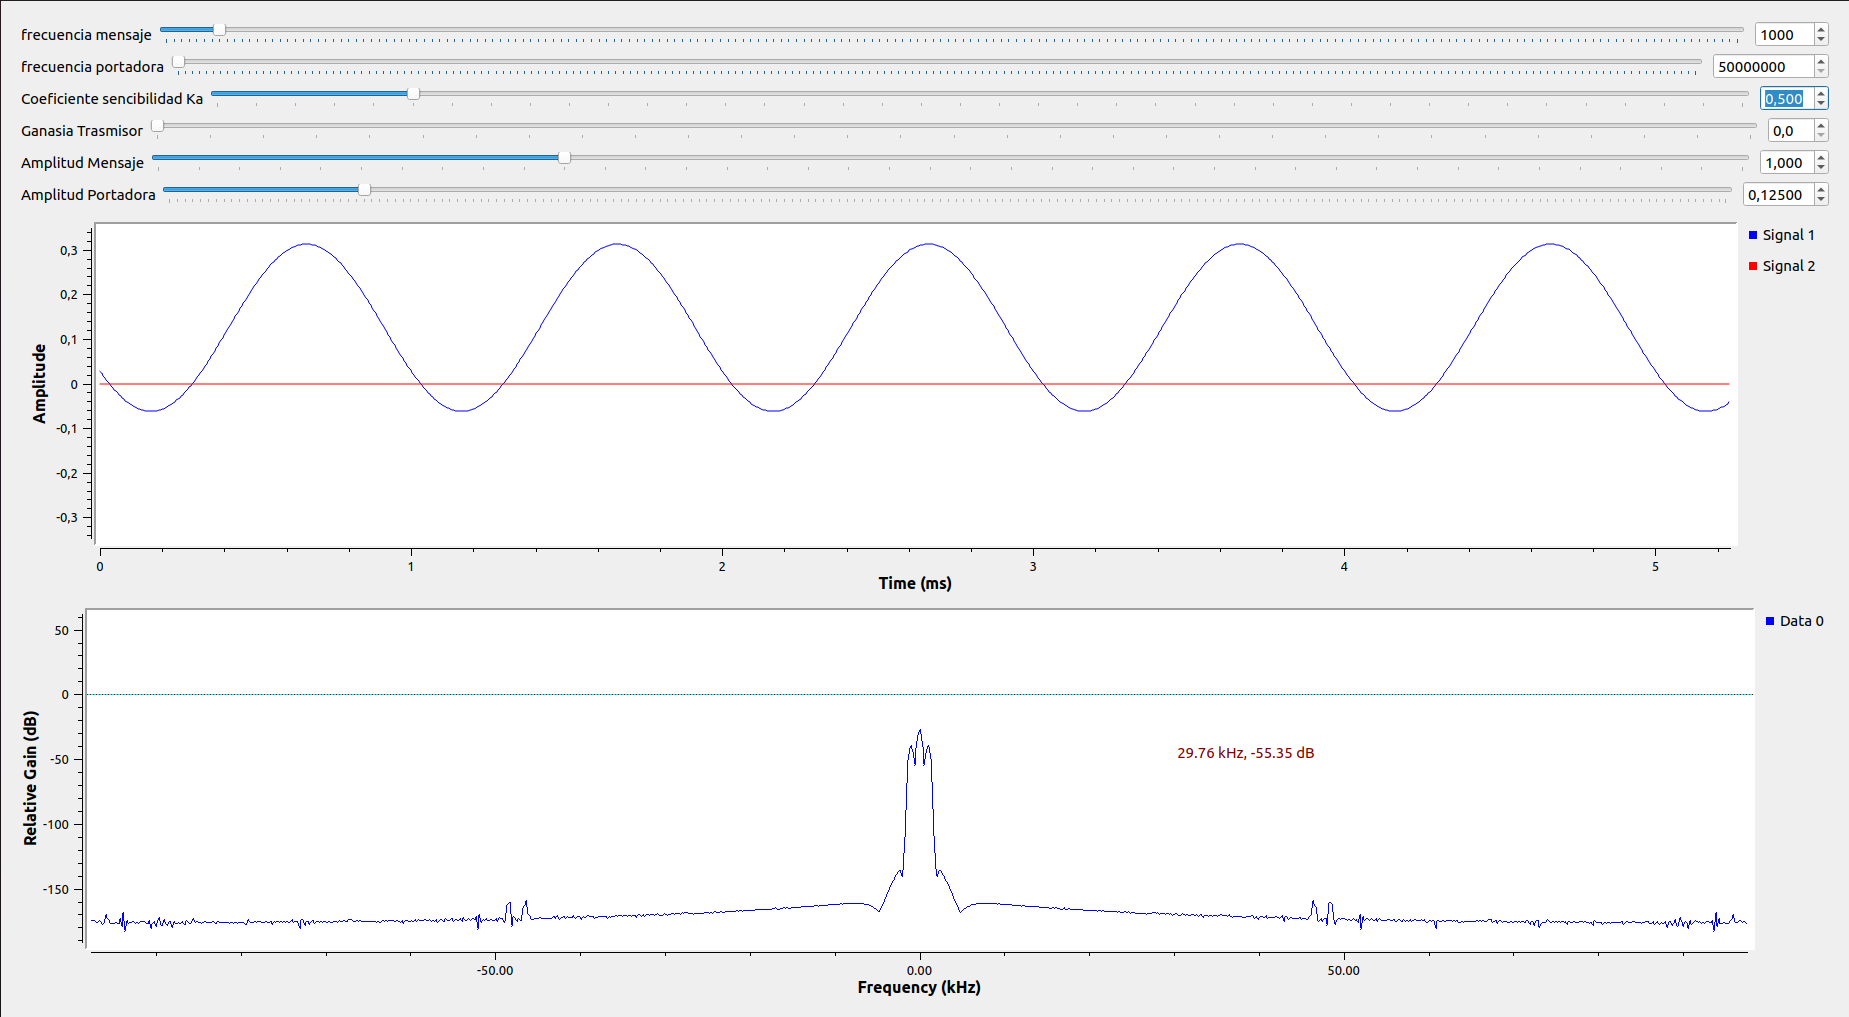 frecuencia mensaje 1000
frecuencia portadora 50000000
Coeficiente sencibilidad Ka 0,500
Ganasia Trasmisor 0,0
Amplitud Mensaje 1,000
Amplitud Portadora 0,12500
Signal 1
Signal 2
Amplitude
0,3
0,2
0,1
0
-0,1
-0,2
-0,3
0 1 2 3 4 5
Time (ms)
Data 0
Relative Gain (dB)
50
0
-50
-100
-150
29.76 kHz, -55.35 dB
-50.00 0.00 50.00
Frequency (kHz)